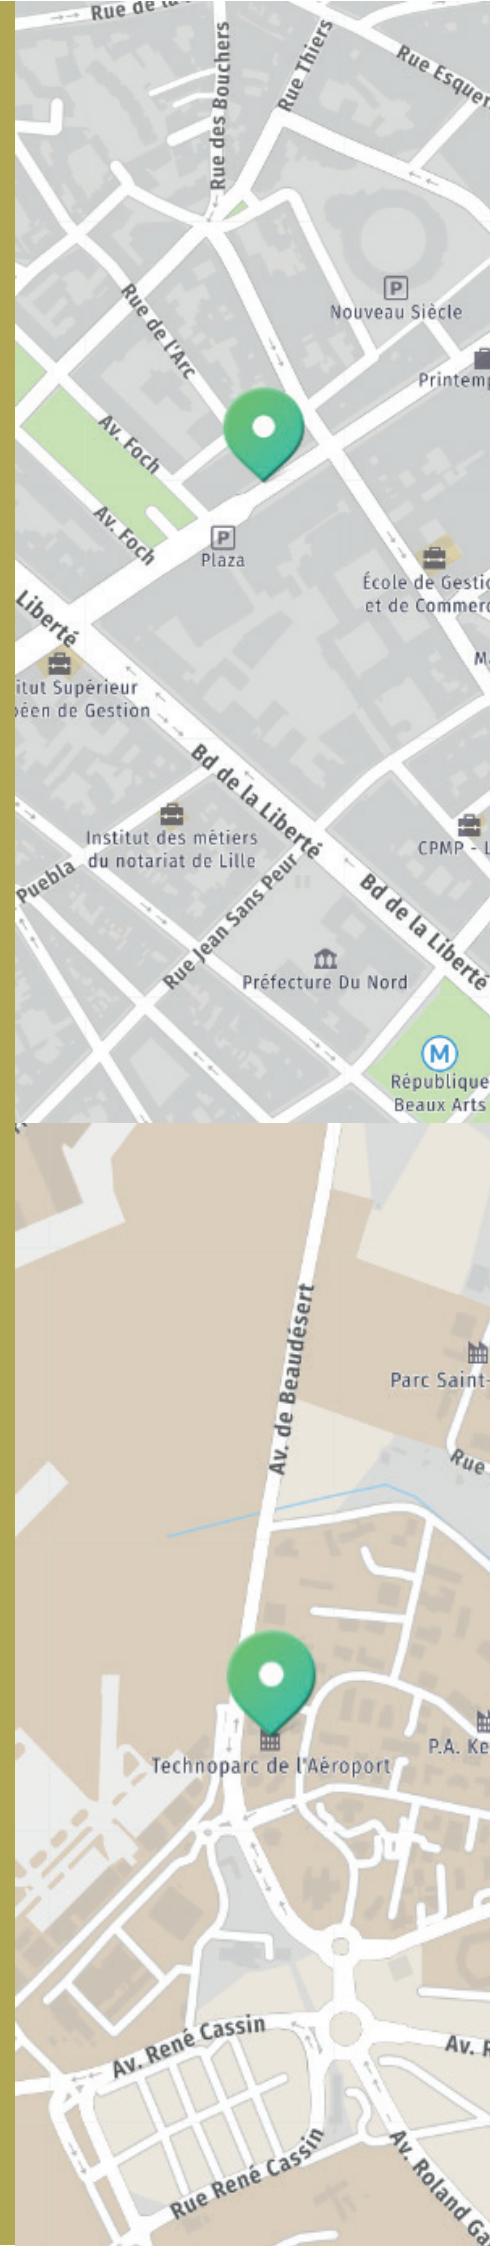 Rue de la
Rue des Bouchers
Rue Thiers
Rue Esquer
P
Nouveau Siècle
Rue de l'Arc
Printemp
Av. Foch
Av. Foch
P
Plaza
École de Gestio
et de Commerc
Liberté
itut Supérieur
péen de Gestion
Bd de la Liberté
Institut des métiers
du notariat de Lille
CPMP - L
Puebla
Rue Jean Sans Peur
Bd de la Liberté
Préfecture Du Nord
M
République
Beaux Arts
Av. de Beaudésert
Parc Saint-
Rue
P.A. Ke
Technoparc de l'Aéroport
Av. René Cassin
Av. R
Rue René Cassin
Av. Roland Ga